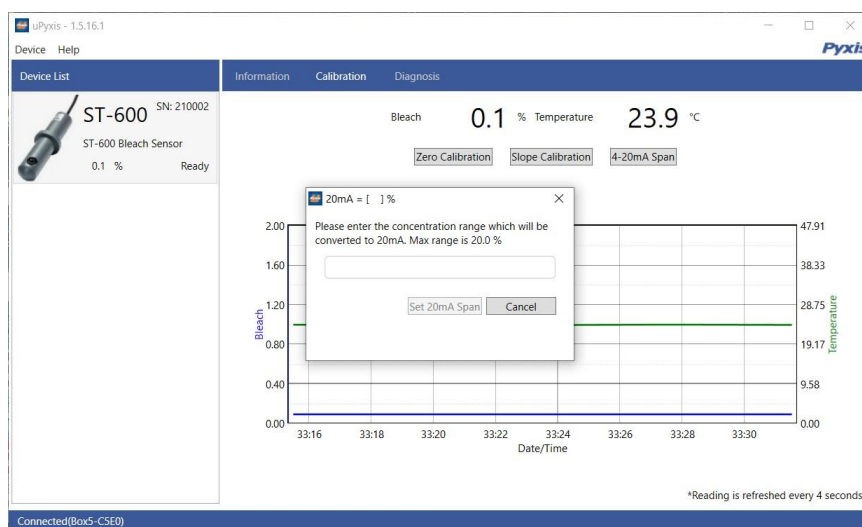 uPyxis - 1.5.16.1
Device Help
Pyxis
Device List
Information Calibration Diagnosis
ST-600 SN: 210002
ST-600 Bleach Sensor
0.1 % Ready
Bleach 0.1 % Temperature 23.9 °C
Zero Calibration Slope Calibration 4-20mA Span
20mA = [ ] %
Please enter the concentration range which will be
converted to 20mA. Max range is 20.0 %
Set 20mA Span Cancel
2.00
1.60
1.20
0.80
0.40
0.00
Bleach
47.91
38.33
28.75
19.17
9.58
0.00
Temperature
33:16 33:18 33:20 33:22 33:24 33:26 33:28 33:30
Date/Time
*Reading is refreshed every 4 seconds
Connected(Box5-C5E0)